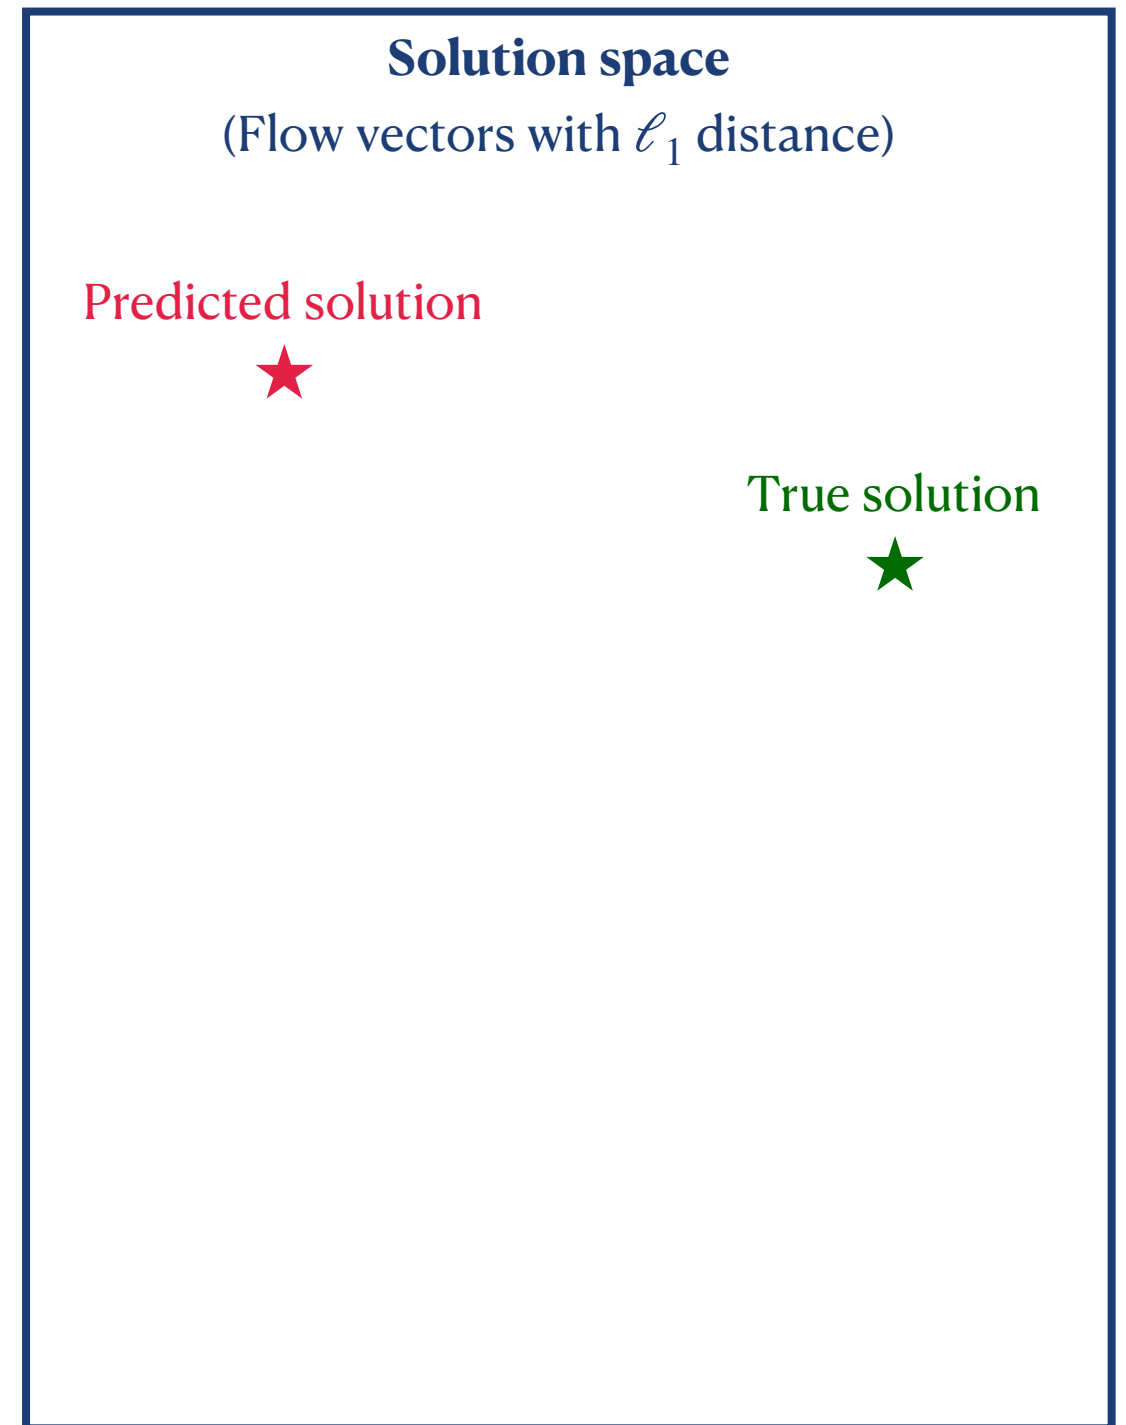 Solution space
(Flow vectors with ℓ₁ distance)
Predicted solution
True solution